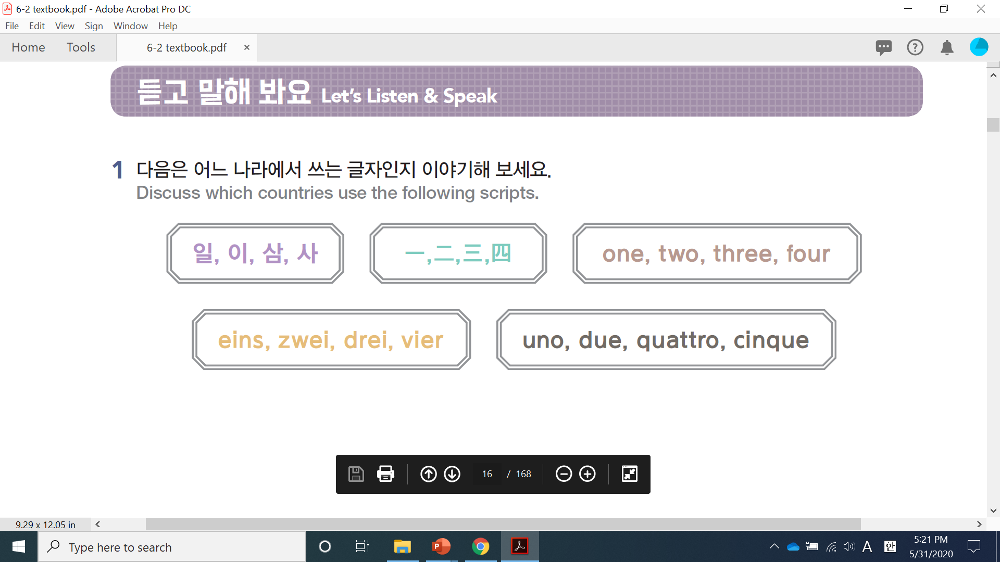 6-2 textbook.pdf - Adobe Acrobat Pro DC
File Edit View Sign Window Help
Home Tools 6-2 textbook.pdf ×
듣고 말해 봐요 Let's Listen & Speak
1 다음은 어느 나라에서 쓰는 글자인지 이야기해 보세요.
Discuss which countries use the following scripts.
일, 이, 삼, 사 一,二,三,四 one, two, three, four
eins, zwei, drei, vier uno, due, quattro, cinque
16 / 168
9.29 x 12.05 in
Type here to search
P
A 한 5:21 PM
5/31/2020